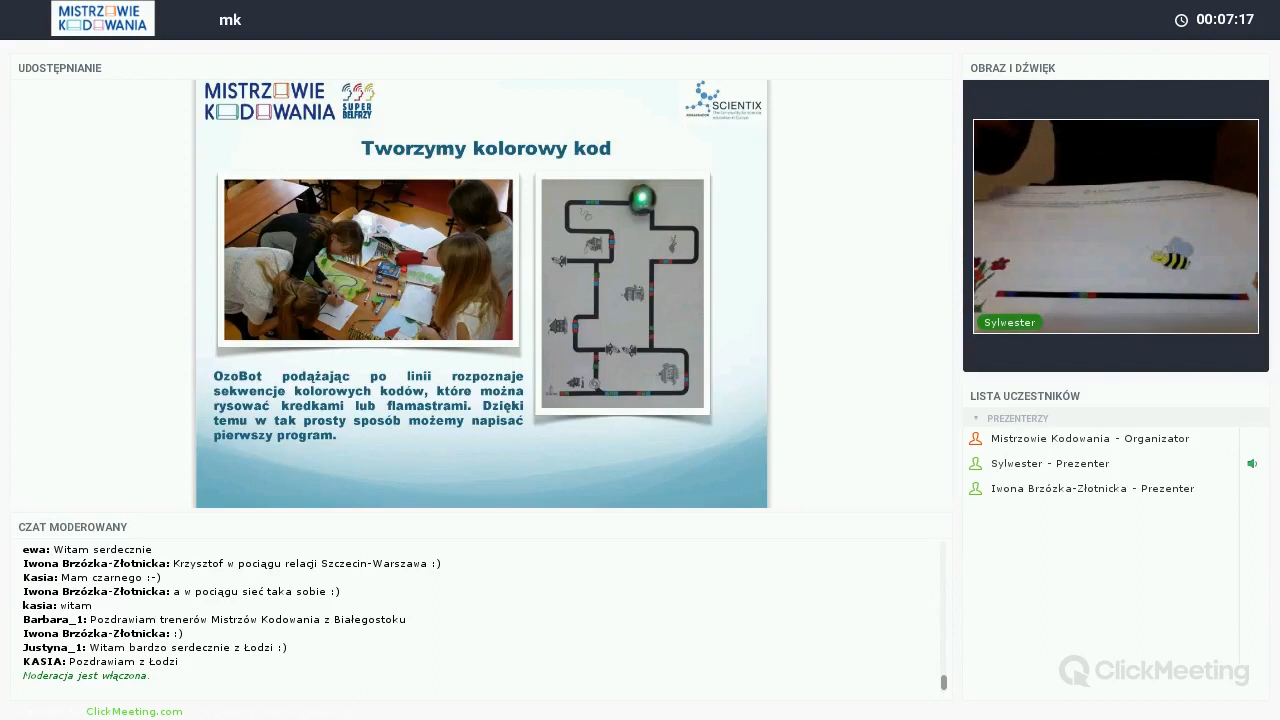 MISTRZOWIE
KODOWANIA
mk
00:07:17
UDOSTĘPNIANIE
MISTRZOWIE
KODOWANIA
SUPER
BELFRZY
SCIENTIX
Tworzymy kolorowy kod
OzoBot podążając po linii rozpoznaje
sekwencje kolorowych kodów, które można
rysować kredkami lub flamastrami. Dzięki
temu w tak prosty sposób możemy napisać
pierwszy program.
OBRAZ I DŹWIĘK
Sylwester
LISTA UCZESTNIKÓW
PREZENTERZY
Mistrzowie Kodowania - Organizator
Sylwester - Prezenter
Iwona Brzózka-Złotnicka - Prezenter
CZAT MODEROWANY
ewa: Witam serdecznie
Iwona Brzózka-Złotnicka: Krzysztof w pociągu relacji Szczecin-Warszawa :)
Kasia: Mam czarnego :-)
Iwona Brzózka-Złotnicka: a w pociągu sieć taka sobie :)
kasia: witam
Barbara_1: Pozdrawiam trenerów Mistrzów Kodowania z Białegostoku
Iwona Brzózka-Złotnicka: :)
Justyna_1: Witam bardzo serdecznie z Łodzi :)
KASIA: Pozdrawiam z Łodzi
Moderacja jest włączona.
ClickMeeting
ClickMeeting.com